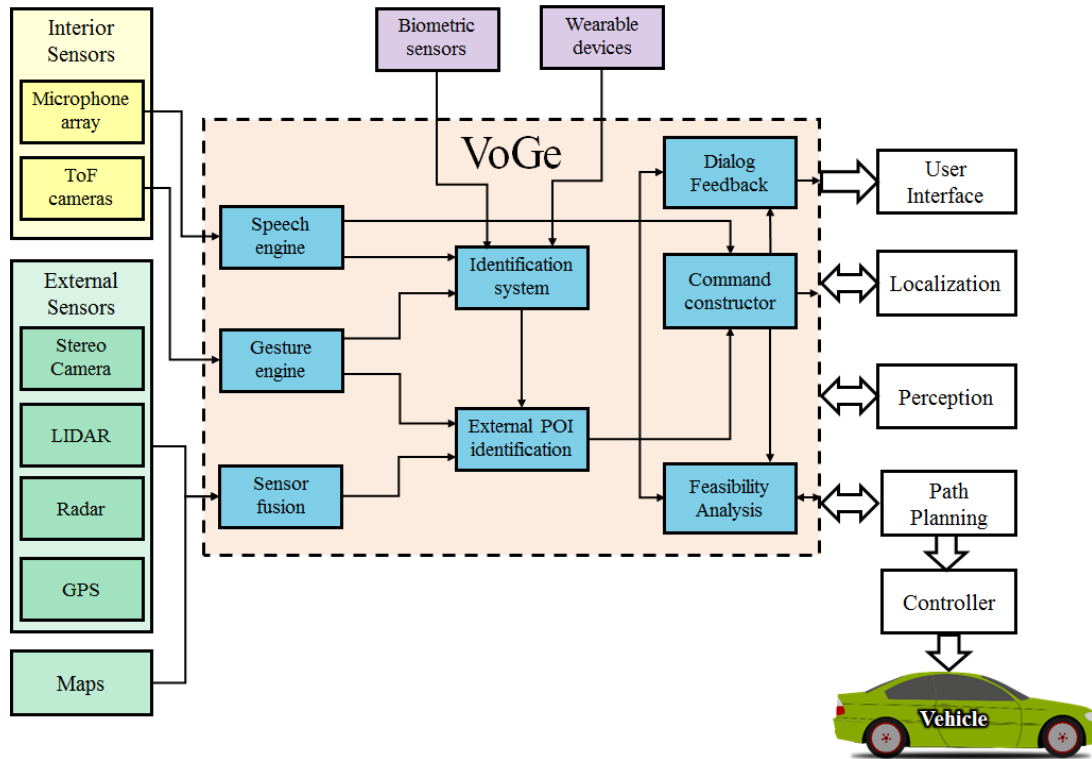 Interior
Sensors
Microphone
array
ToF
cameras
External
Sensors
Stereo
Camera
LIDAR
Radar
GPS
Maps
Biometric
sensors
Wearable
devices
VoGe
Speech
engine
Gesture
engine
Sensor
fusion
Identification
system
External POI
identification
Dialog
Feedback
Command
constructor
Feasibility
Analysis
User
Interface
Localization
Perception
Path
Planning
Controller
Vehicle